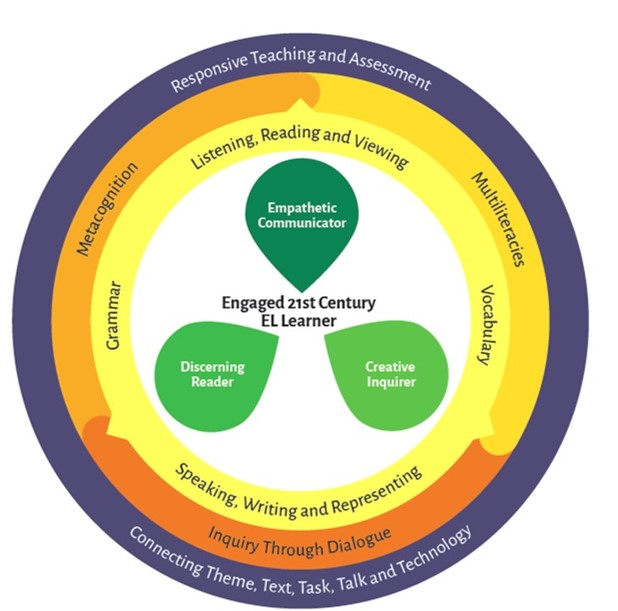 Responsive Teaching and Assessment
Metacognition
Multiliteracies
Listening, Reading and Viewing
Grammar
Vocabulary
Empathetic
Communicator
Engaged 21st Century
EL Learner
Discerning
Reader
Creative
Inquirer
Speaking, Writing and Representing
Inquiry Through Dialogue
Connecting Theme, Text, Task, Talk and Technology